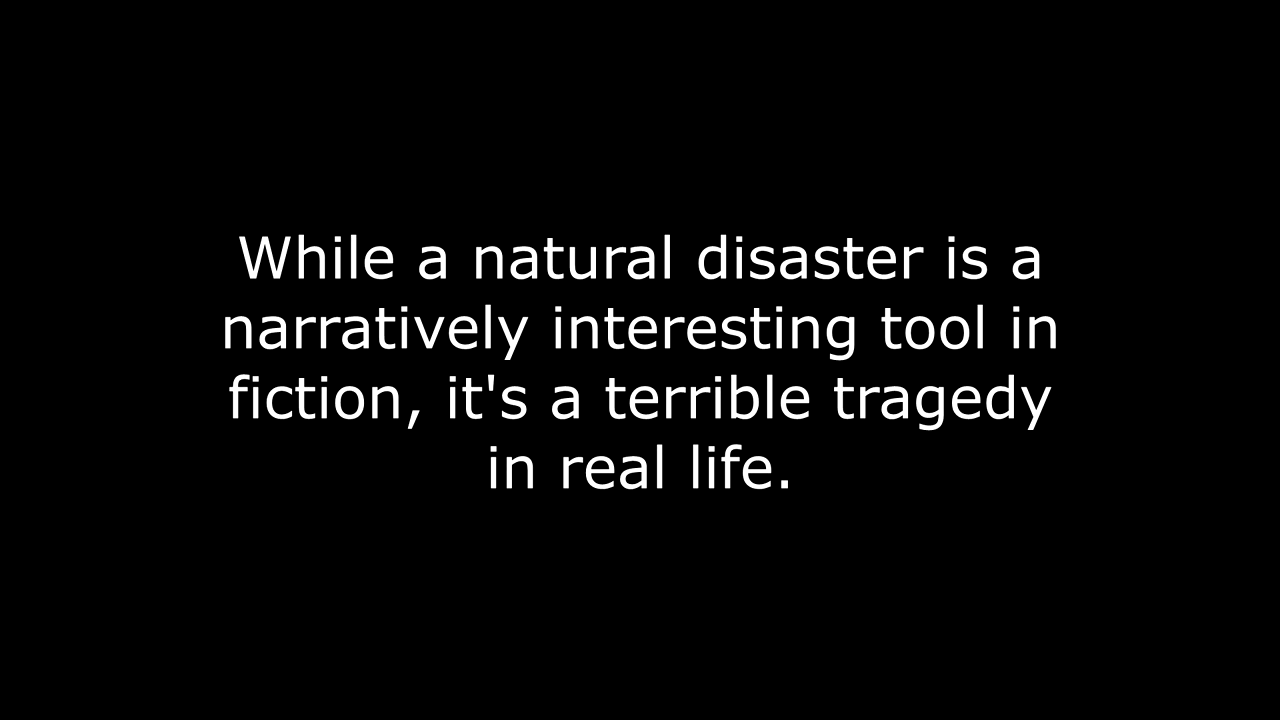 While a natural disaster is a
narratively interesting tool in
fiction, it's a terrible tragedy
in real life.